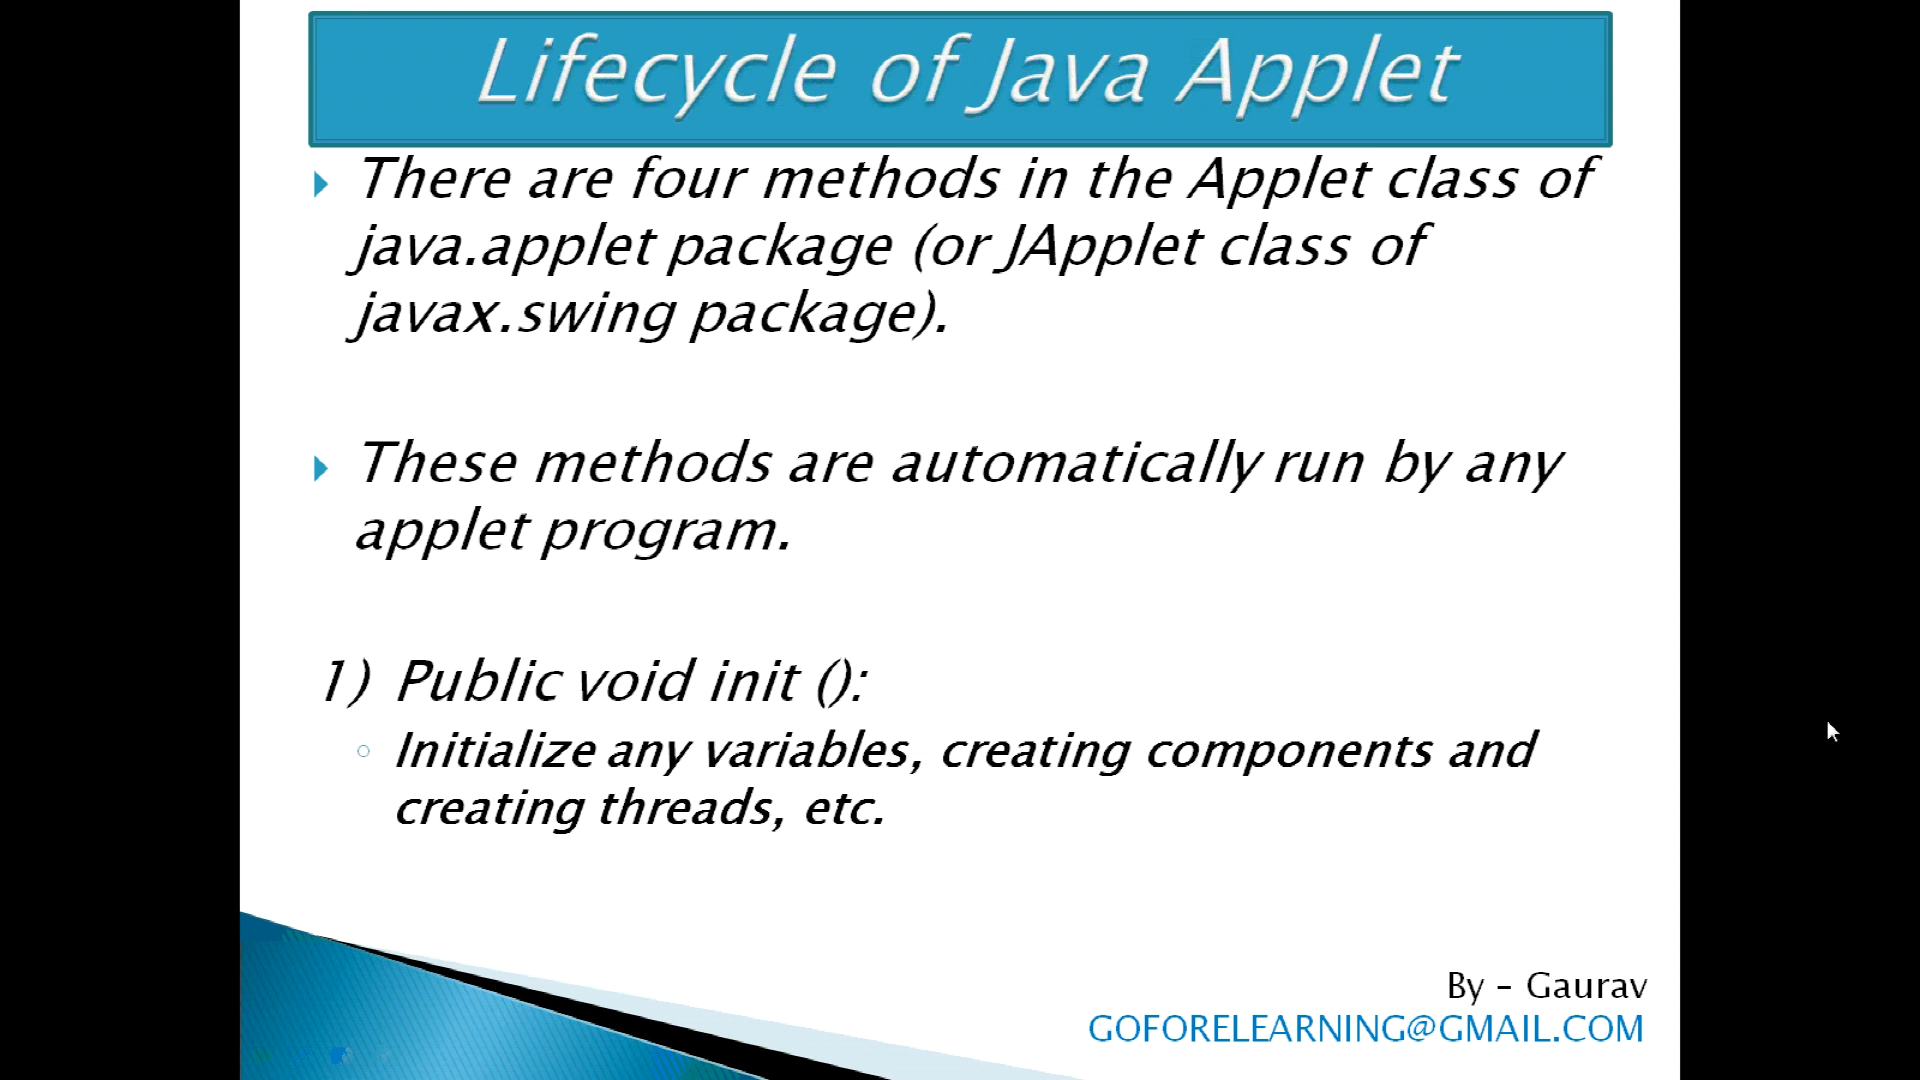 Lifecycle of Java Applet
There are four methods in the Applet class of
java.applet package (or JApplet class of
javax.swing package).
These methods are automatically run by any
applet program.
1) Public void init ():
Initialize any variables, creating components and
creating threads, etc.
By – Gaurav
GOFORELEARNING@GMAIL.COM